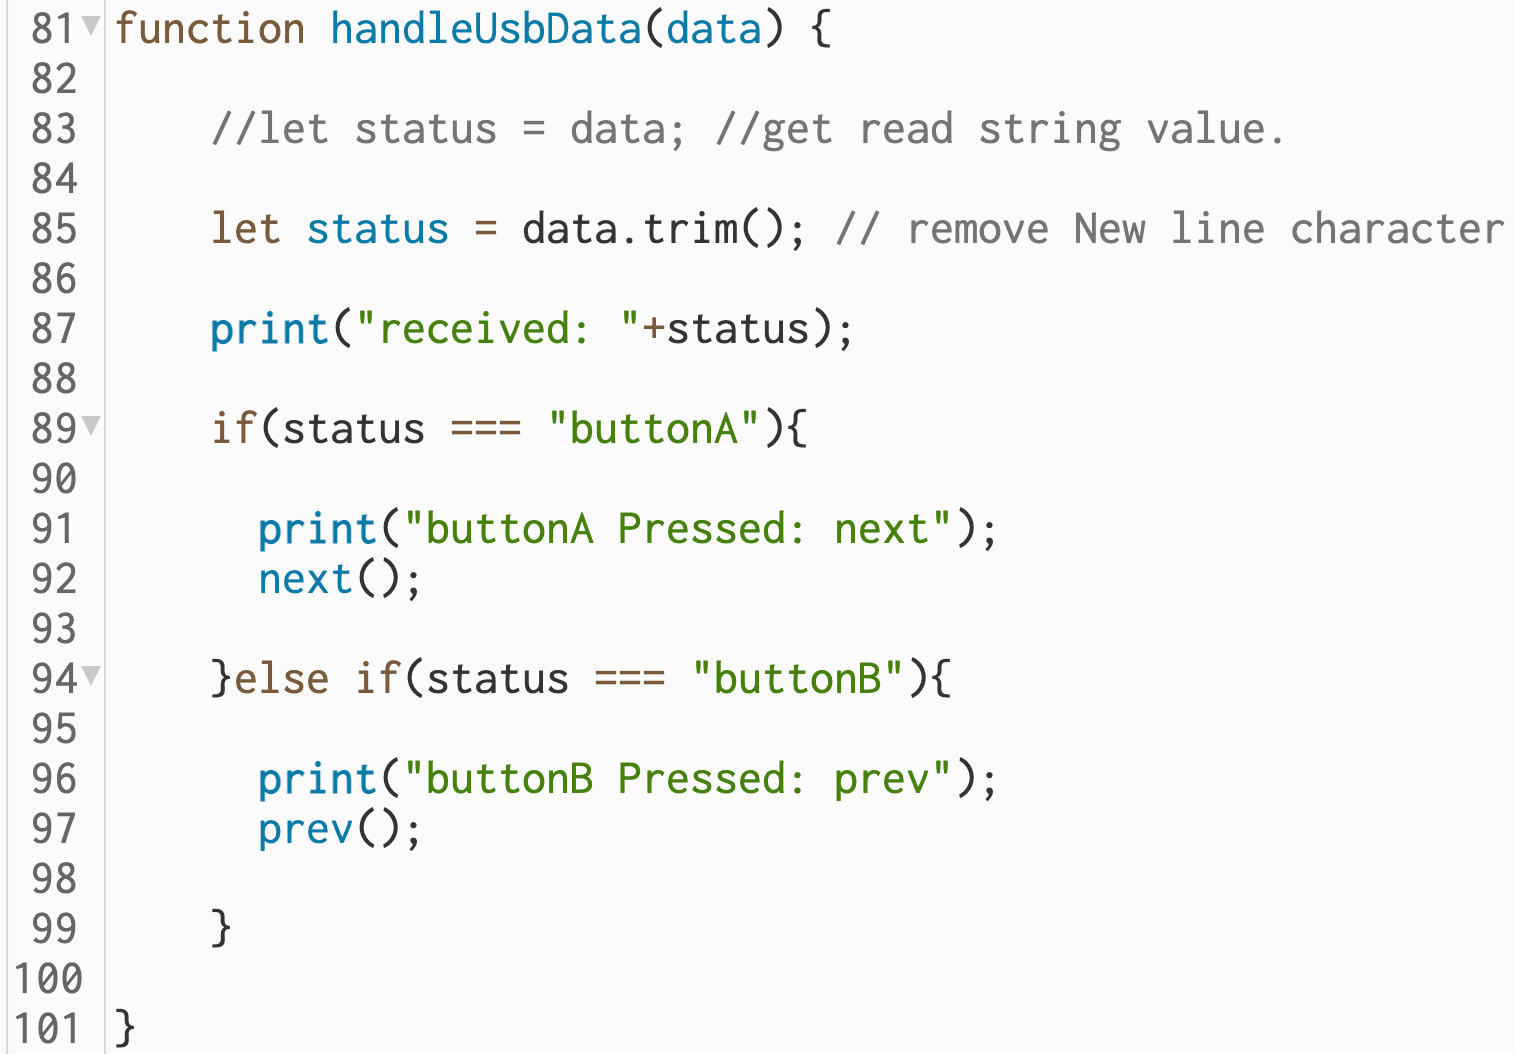 81 function handleUsbData(data) {
82
83     //let status = data; //get read string value.
84
85     let status = data.trim(); // remove New line character
86
87     print("received: "+status);
88
89     if(status === "buttonA"){
90
91       print("buttonA Pressed: next");
92       next();
93
94     }else if(status === "buttonB"){
95
96       print("buttonB Pressed: prev");
97       prev();
98
99     }
100
101 }